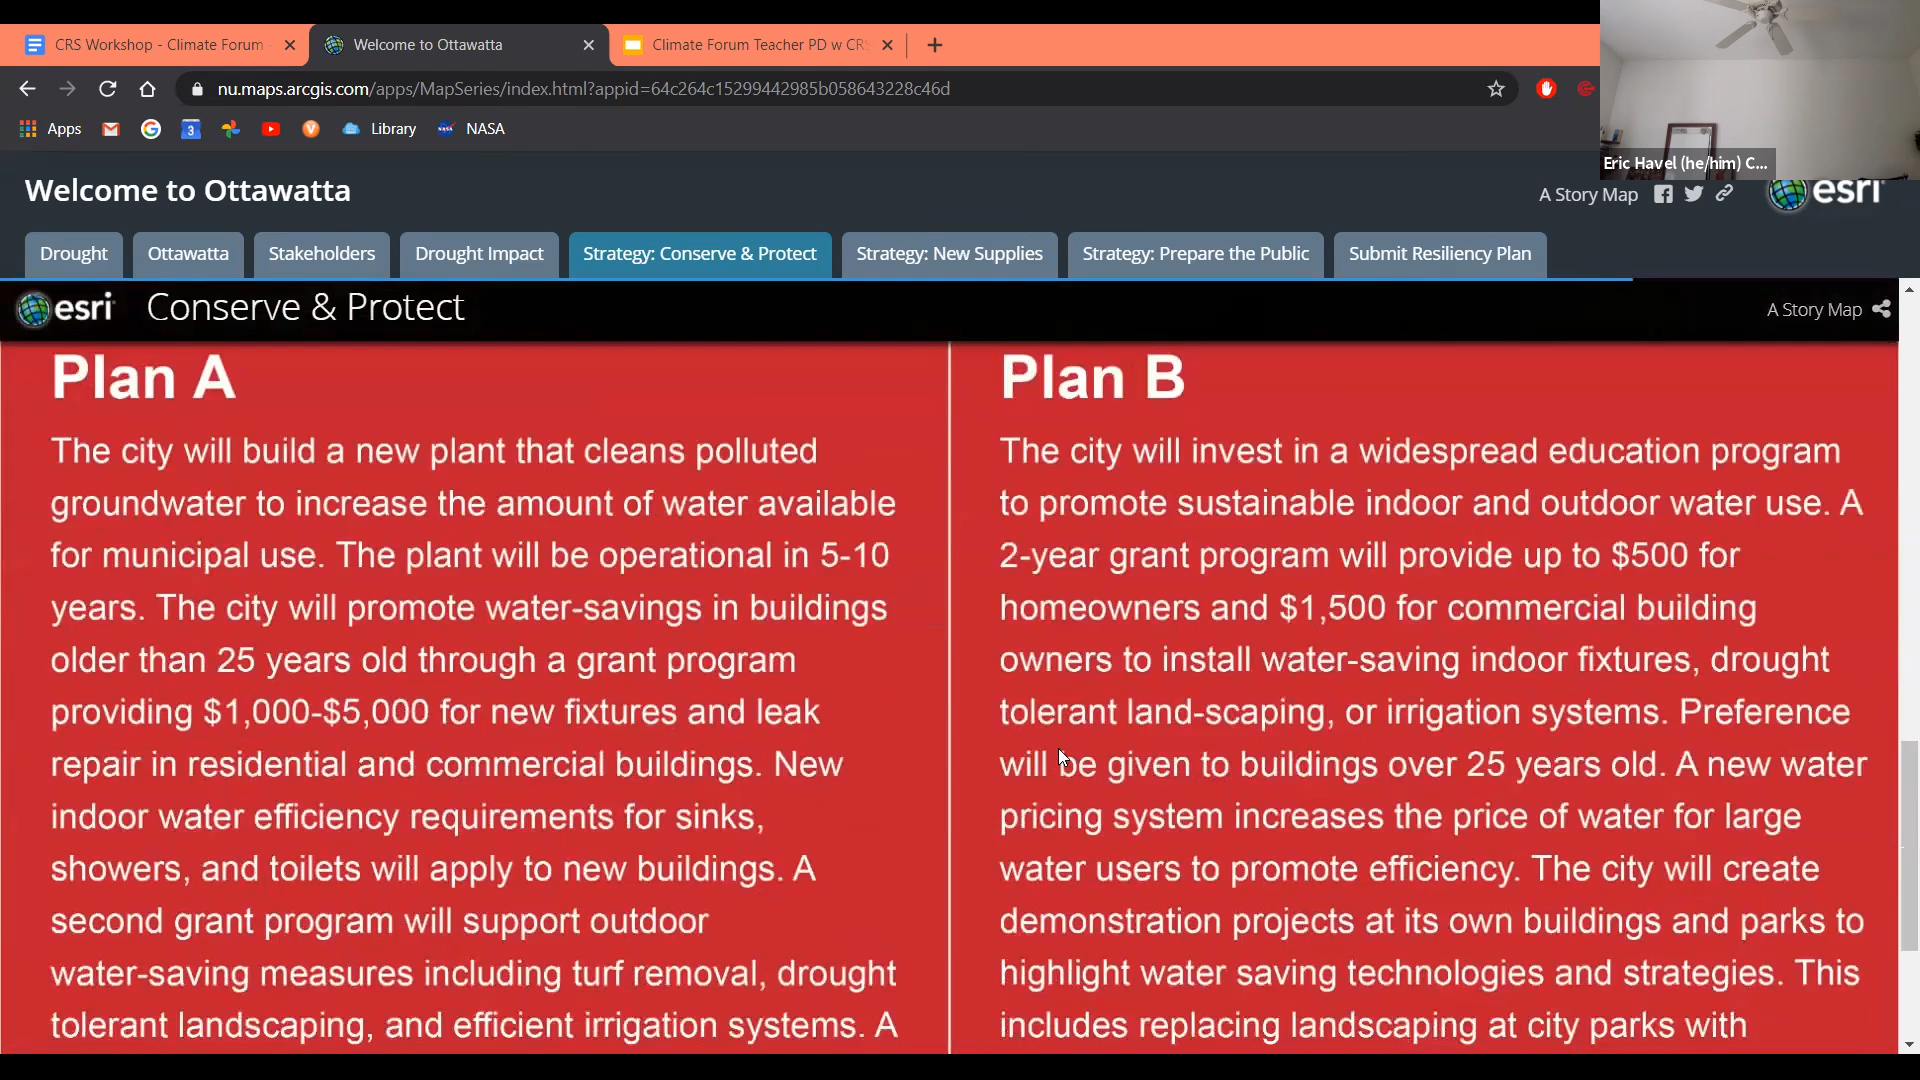 CRS Workshop - Climate Forum
Welcome to Ottawatta
Climate Forum Teacher PD w CRS
nu.maps.arcgis.com/apps/MapSeries/index.html?appid=64c264c15299442985b058643228c46d
Apps
3
Library
NASA
NASA
Eric Havel (he/him) C...
Welcome to Ottawatta
A Story Map
esri
Drought
Ottawatta
Stakeholders
Drought Impact
Strategy: Conserve & Protect
Strategy: New Supplies
Strategy: Prepare the Public
Submit Resiliency Plan
esri
Conserve & Protect
A Story Map
Plan A
The city will build a new plant that cleans polluted
groundwater to increase the amount of water available
for municipal use. The plant will be operational in 5-10
years. The city will promote water-savings in buildings
older than 25 years old through a grant program
providing $1,000-$5,000 for new fixtures and leak
repair in residential and commercial buildings. New
indoor water efficiency requirements for sinks,
showers, and toilets will apply to new buildings. A
second grant program will support outdoor
water-saving measures including turf removal, drought
tolerant landscaping, and efficient irrigation systems. A
Plan B
The city will invest in a widespread education program
to promote sustainable indoor and outdoor water use. A
2-year grant program will provide up to $500 for
homeowners and $1,500 for commercial building
owners to install water-saving indoor fixtures, drought
tolerant land-scaping, or irrigation systems. Preference
will be given to buildings over 25 years old. A new water
pricing system increases the price of water for large
water users to promote efficiency. The city will create
demonstration projects at its own buildings and parks to
highlight water saving technologies and strategies. This
includes replacing landscaping at city parks with